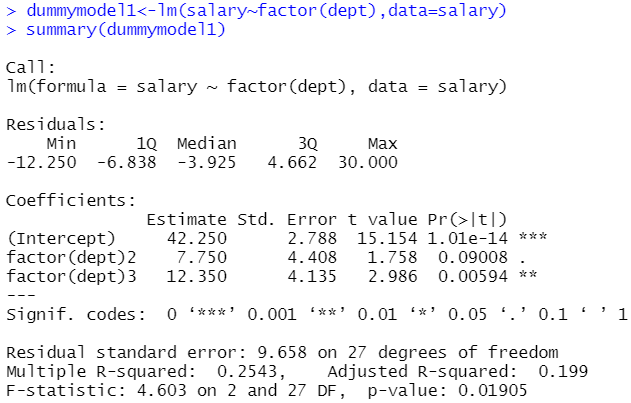 > dummymodel1<-lm(salary~factor(dept),data=salary)
> summary(dummymodel1)

Call:
lm(formula = salary ~ factor(dept), data = salary)

Residuals:
    Min      1Q  Median      3Q     Max
-12.250  -6.838  -3.925   4.662  30.000

Coefficients:
              Estimate Std. Error t value Pr(>|t|)
(Intercept)     42.250      2.788  15.154 1.01e-14 ***
factor(dept)2    7.750      4.408   1.758  0.09008 .
factor(dept)3   12.350      4.135   2.986  0.00594 **
---
Signif. codes:  0 ‘***’ 0.001 ‘**’ 0.01 ‘*’ 0.05 ‘.’ 0.1 ‘ ’ 1

Residual standard error: 9.658 on 27 degrees of freedom
Multiple R-squared:  0.2543,    Adjusted R-squared:  0.199
F-statistic: 4.603 on 2 and 27 DF,  p-value: 0.01905